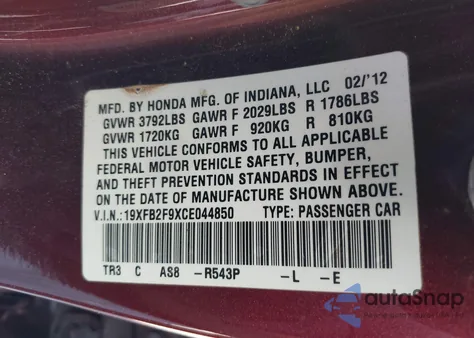 MFD. BY HONDA MFG. OF INDIANA, LLC 02/'12
GVWR 3792LBS GAWR F 2029LBS R 1786LBS
GVWR 1720KG GAWR F 920KG R 810KG
THIS VEHICLE CONFORMS TO ALL APPLICABLE
FEDERAL MOTOR VEHICLE SAFETY, BUMPER,
AND THEFT PREVENTION STANDARDS IN EFFECT
ON THE DATE OF MANUFACTURE SHOWN ABOVE.
V.I.N.: 19XFB2F9XCE044850 TYPE: PASSENGER CAR
TR3 C AS8 -R543P -L -E
autoSnap